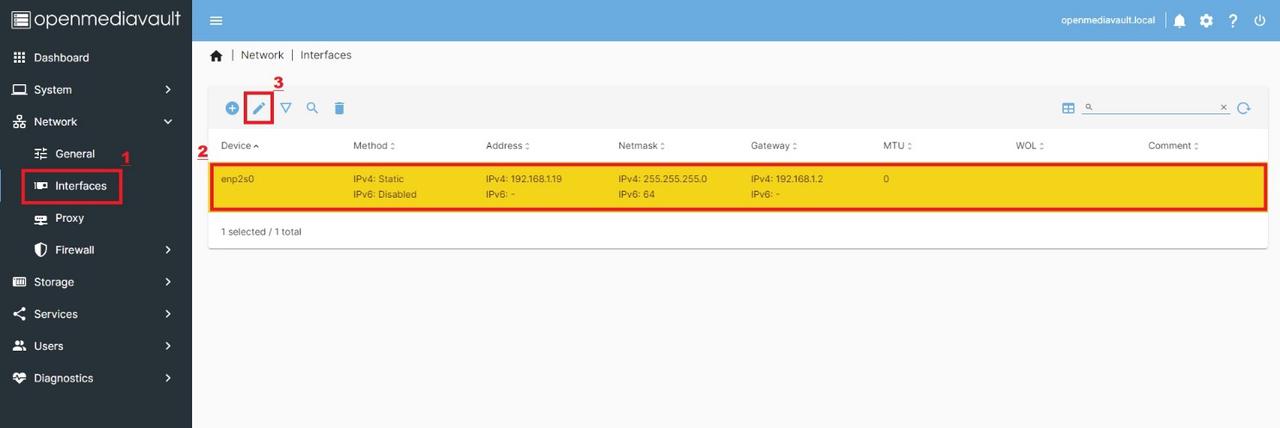 openmediavault
openmediavault.local
Dashboard
System
Network
General
Interfaces
Proxy
Firewall
Storage
Services
Users
Diagnostics
| Network | Interfaces
1
2
3
Device Method Address Netmask Gateway MTU WOL Comment
enp2s0 IPv4: Static IPv4: 192.168.1.19 IPv4: 255.255.255.0 IPv4: 192.168.1.2 0
IPv6: Disabled IPv6: - IPv6: 64 IPv6: -
1 selected / 1 total